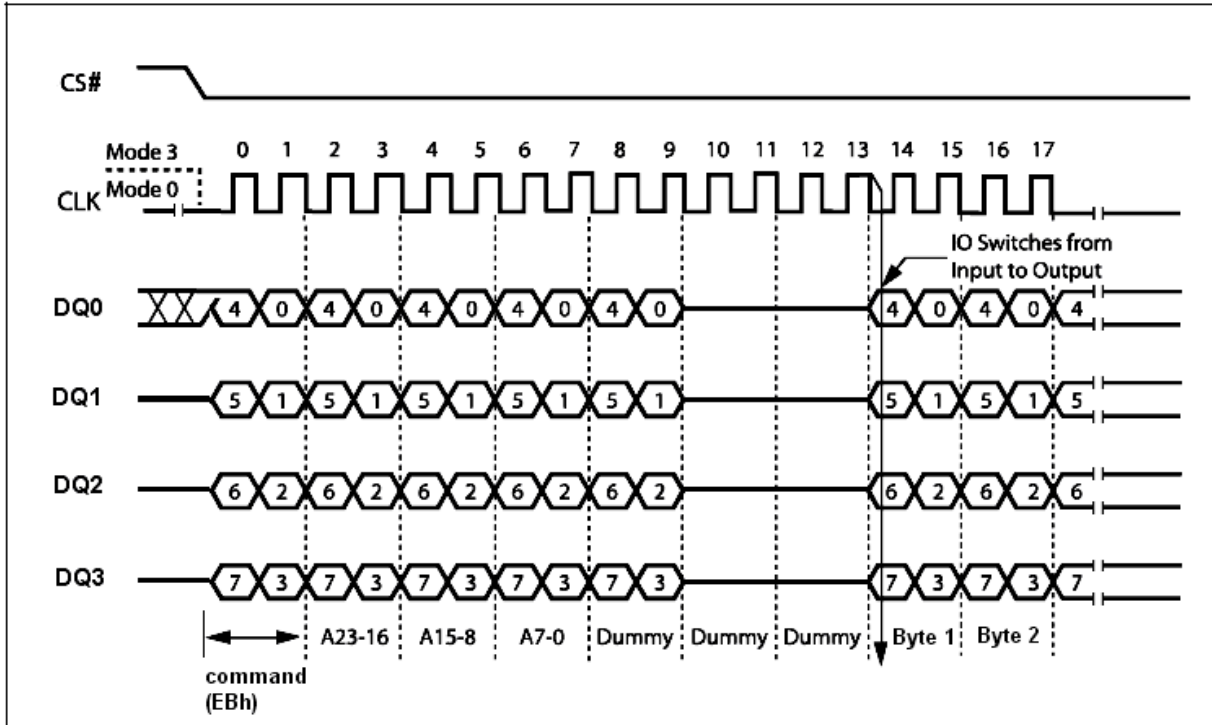 CS#
Mode 3
0 1 2 3 4 5 6 7 8 9 10 11 12 13 14 15 16 17
CLK
Mode 0
IO Switches from
Input to Output
DQ0
4 0 4 0 4 0 4 0 4 0 4 0 4 0 4
DQ1
5 1 5 1 5 1 5 1 5 1 5 1 5 1 5
DQ2
6 2 6 2 6 2 6 2 6 2 6 2 6 2 6
DQ3
7 3 7 3 7 3 7 3 7 3 7 3 7 3 7
A23-16 A15-8 A7-0 Dummy Dummy Dummy Byte 1 Byte 2
command
(EBh)